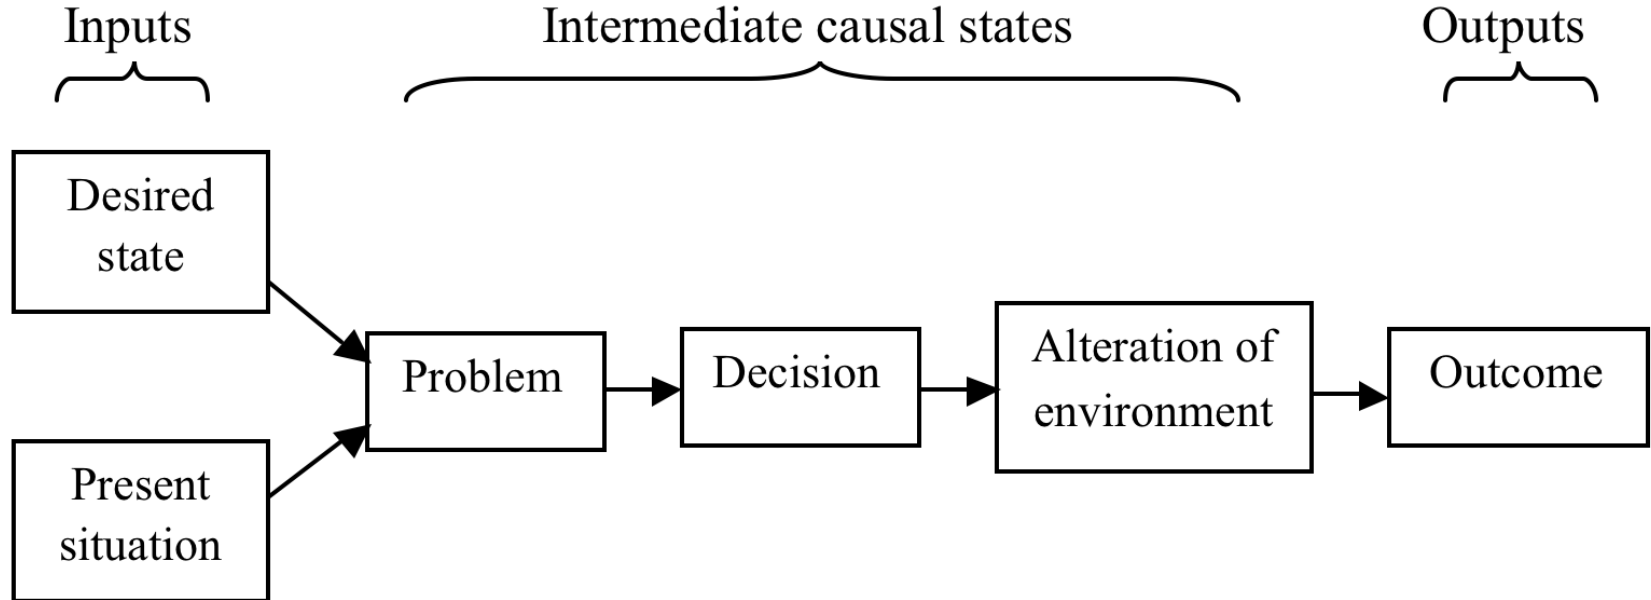 Inputs
Intermediate causal states
Outputs
Desired
state
Present
situation
Problem
Decision
Alteration of
environment
Outcome